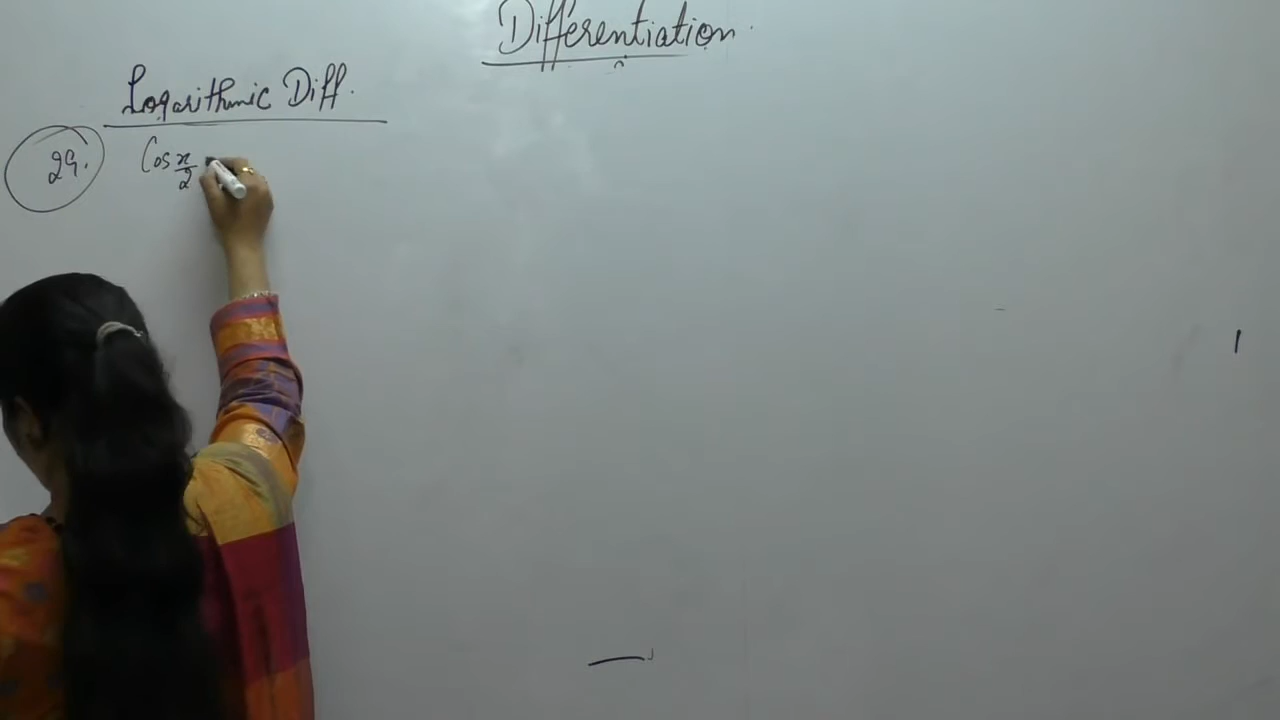 Differentiation.
Logarithmic Diff.
29. Cos x/2